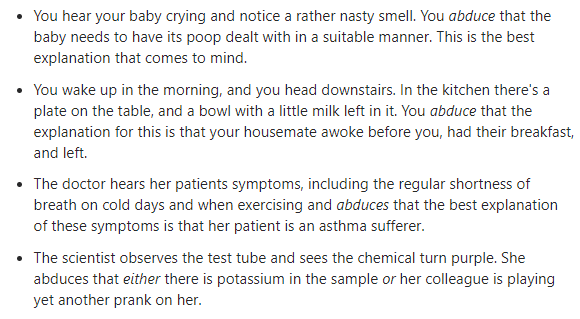 • You hear your baby crying and notice a rather nasty smell. You abduce that the
baby needs to have its poop dealt with in a suitable manner. This is the best
explanation that comes to mind.
• You wake up in the morning, and you head downstairs. In the kitchen there's a
plate on the table, and a bowl with a little milk left in it. You abduce that the
explanation for this is that your housemate awoke before you, had their breakfast,
and left.
• The doctor hears her patients symptoms, including the regular shortness of
breath on cold days and when exercising and abduces that the best explanation
of these symptoms is that her patient is an asthma sufferer.
• The scientist observes the test tube and sees the chemical turn purple. She
abduces that either there is potassium in the sample or her colleague is playing
yet another prank on her.